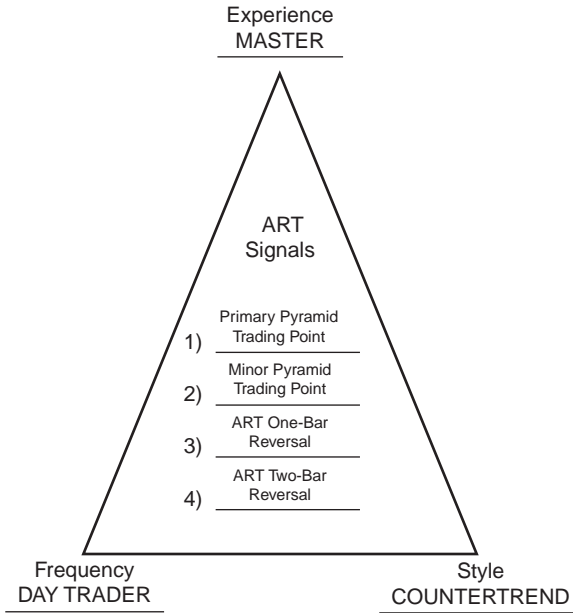 Experience
MASTER
ART
Signals
1) Primary Pyramid
Trading Point
2) Minor Pyramid
Trading Point
3) ART One-Bar
Reversal
4) ART Two-Bar
Reversal
Frequency
DAY TRADER
Style
COUNTERTREND